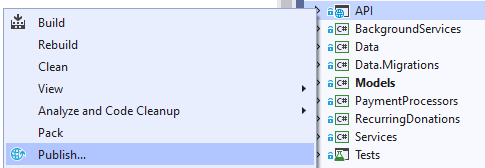 Build
Rebuild
Clean
View
Analyze and Code Cleanup
Pack
Publish...
API
C# BackgroundServices
C# Data
C# Data.Migrations
C# Models
C# PaymentProcessors
C# RecurringDonations
C# Services
Tests